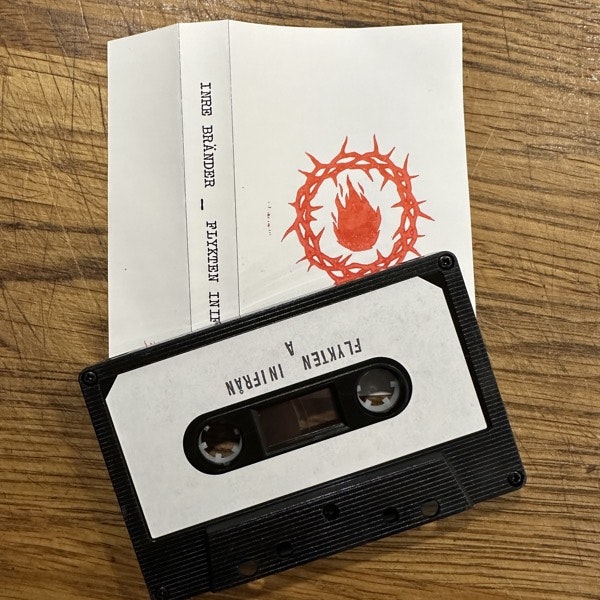 INRE BRÄNDER – FLYKTEN INIF
FLYKTEN INIFRÅN
A